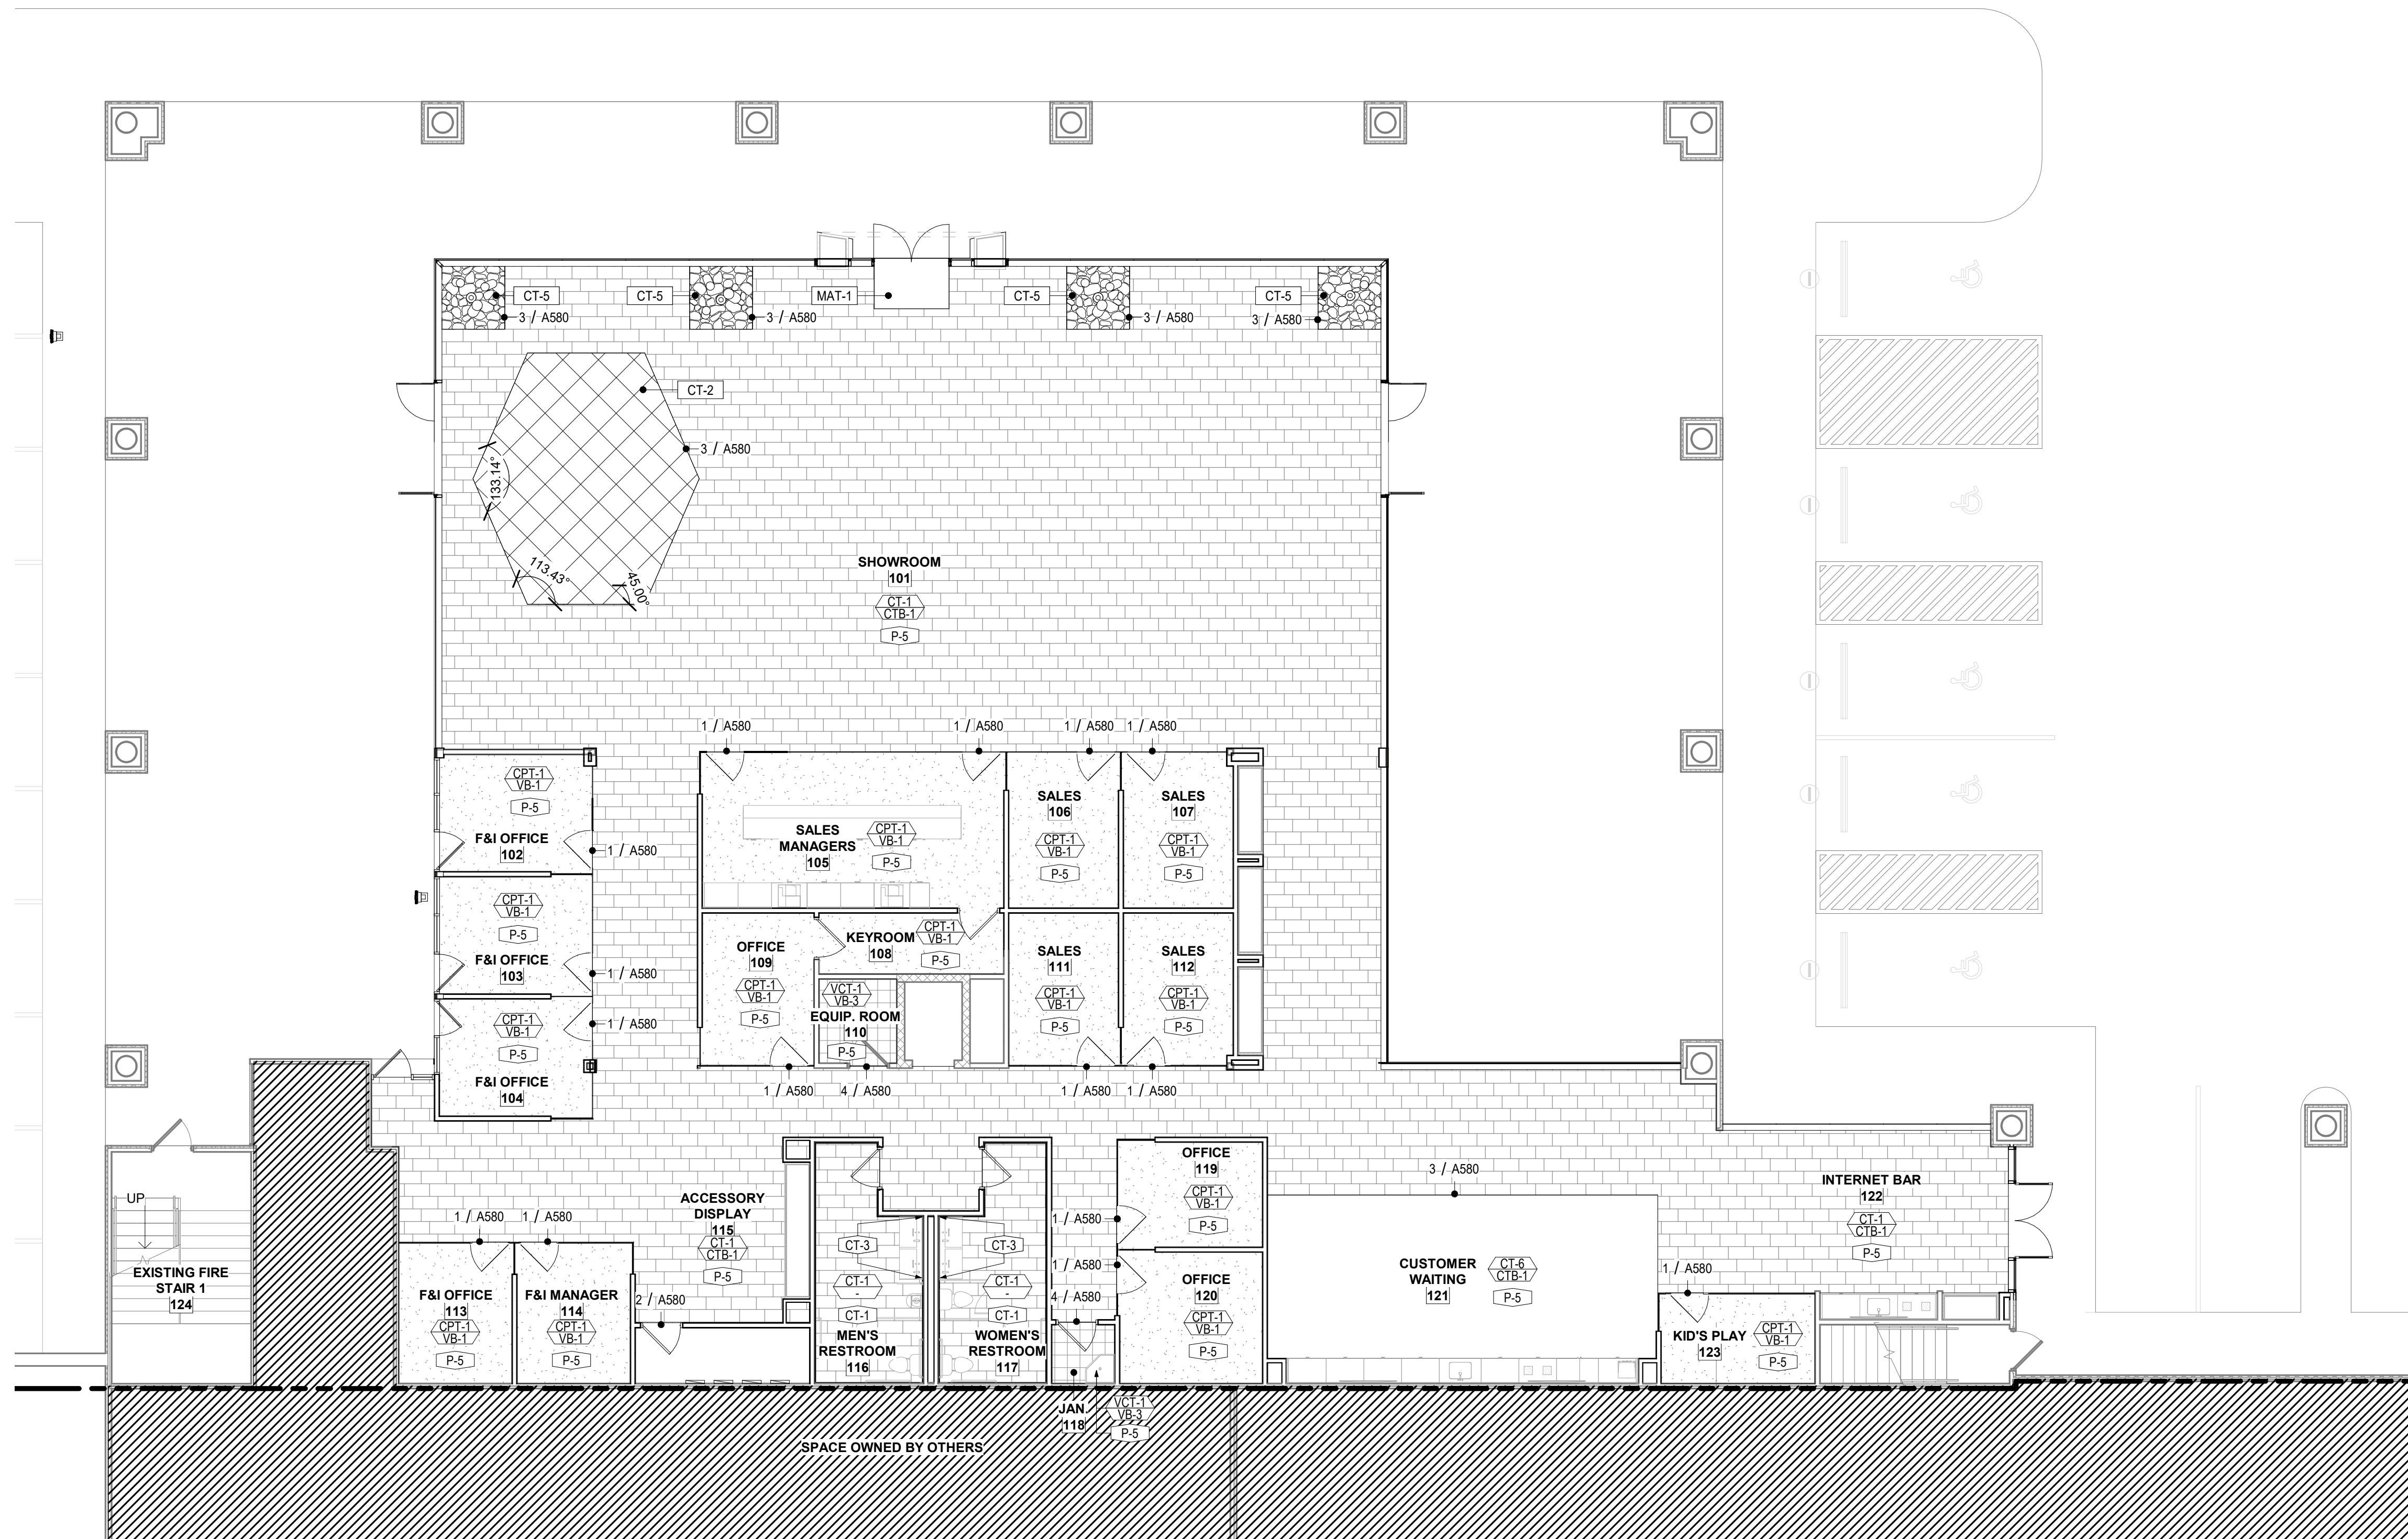 CT-5
CT-5
MAT-1
CT-5
CT-5
3 / A580
3 / A580
3 / A580
3 / A580
CT-2
3 / A580
133.14°
113.43°
45.00°
SHOWROOM
101
CT-1
CTB-1
P-5
1 / A580
1 / A580
1 / A580
1 / A580
CPT-1
VB-1
P-5
F&I OFFICE
102
1 / A580
SALES
MANAGERS
105
CPT-1
VB-1
P-5
SALES
106
CPT-1
VB-1
P-5
SALES
107
CPT-1
VB-1
P-5
CPT-1
VB-1
P-5
F&I OFFICE
103
1 / A580
OFFICE
109
CPT-1
VB-1
P-5
KEYROOM
108
CPT-1
VB-1
P-5
SALES
111
CPT-1
VB-1
P-5
SALES
112
CPT-1
VB-1
P-5
VCT-1
VB-3
EQUIP. ROOM
110
P-5
CPT-1
VB-1
P-5
F&I OFFICE
104
1 / A580
1 / A580
4 / A580
1 / A580
1 / A580
UP
EXISTING FIRE
STAIR 1
124
1 / A580
1 / A580
F&I OFFICE
113
CPT-1
VB-1
P-5
F&I MANAGER
114
CPT-1
VB-1
P-5
2 / A580
ACCESSORY
DISPLAY
115
CT-1
CTB-1
P-5
CT-3
CT-1
-
CT-1
MEN'S
RESTROOM
116
CT-3
CT-1
-
CT-1
WOMEN'S
RESTROOM
117
1 / A580
1 / A580
4 / A580
OFFICE
119
CPT-1
VB-1
P-5
OFFICE
120
CPT-1
VB-1
P-5
3 / A580
CUSTOMER
WAITING
121
CT-6
CTB-1
P-5
INTERNET BAR
122
CT-1
CTB-1
P-5
1 / A580
KID'S PLAY
123
CPT-1
VB-1
P-5
JAN.
118
VCT-1
VB-3
P-5
SPACE OWNED BY OTHERS